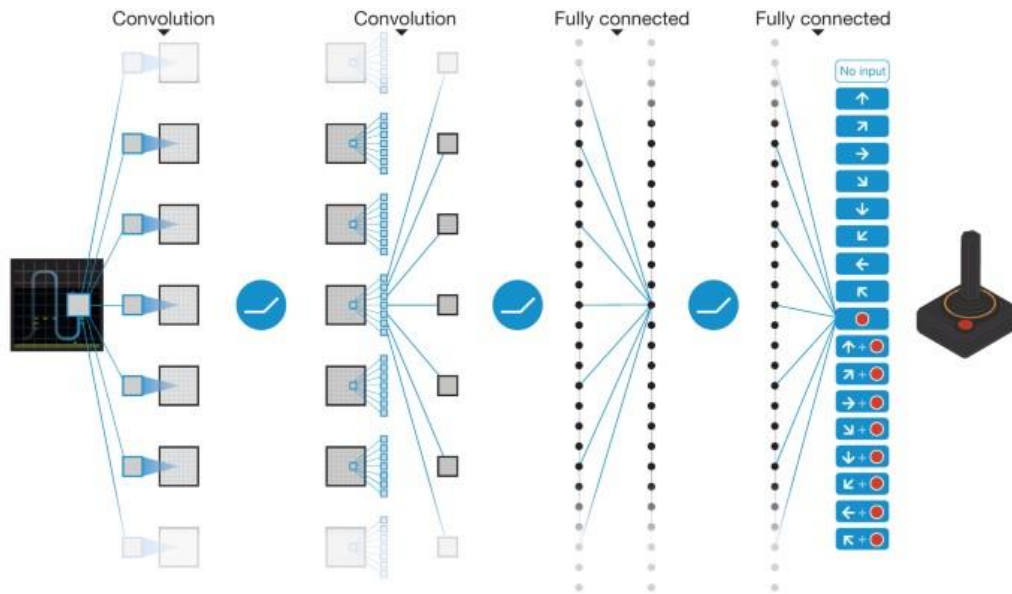 Convolution
Convolution
Fully connected
Fully connected
No input
+
+
+
+
+
+
+
+